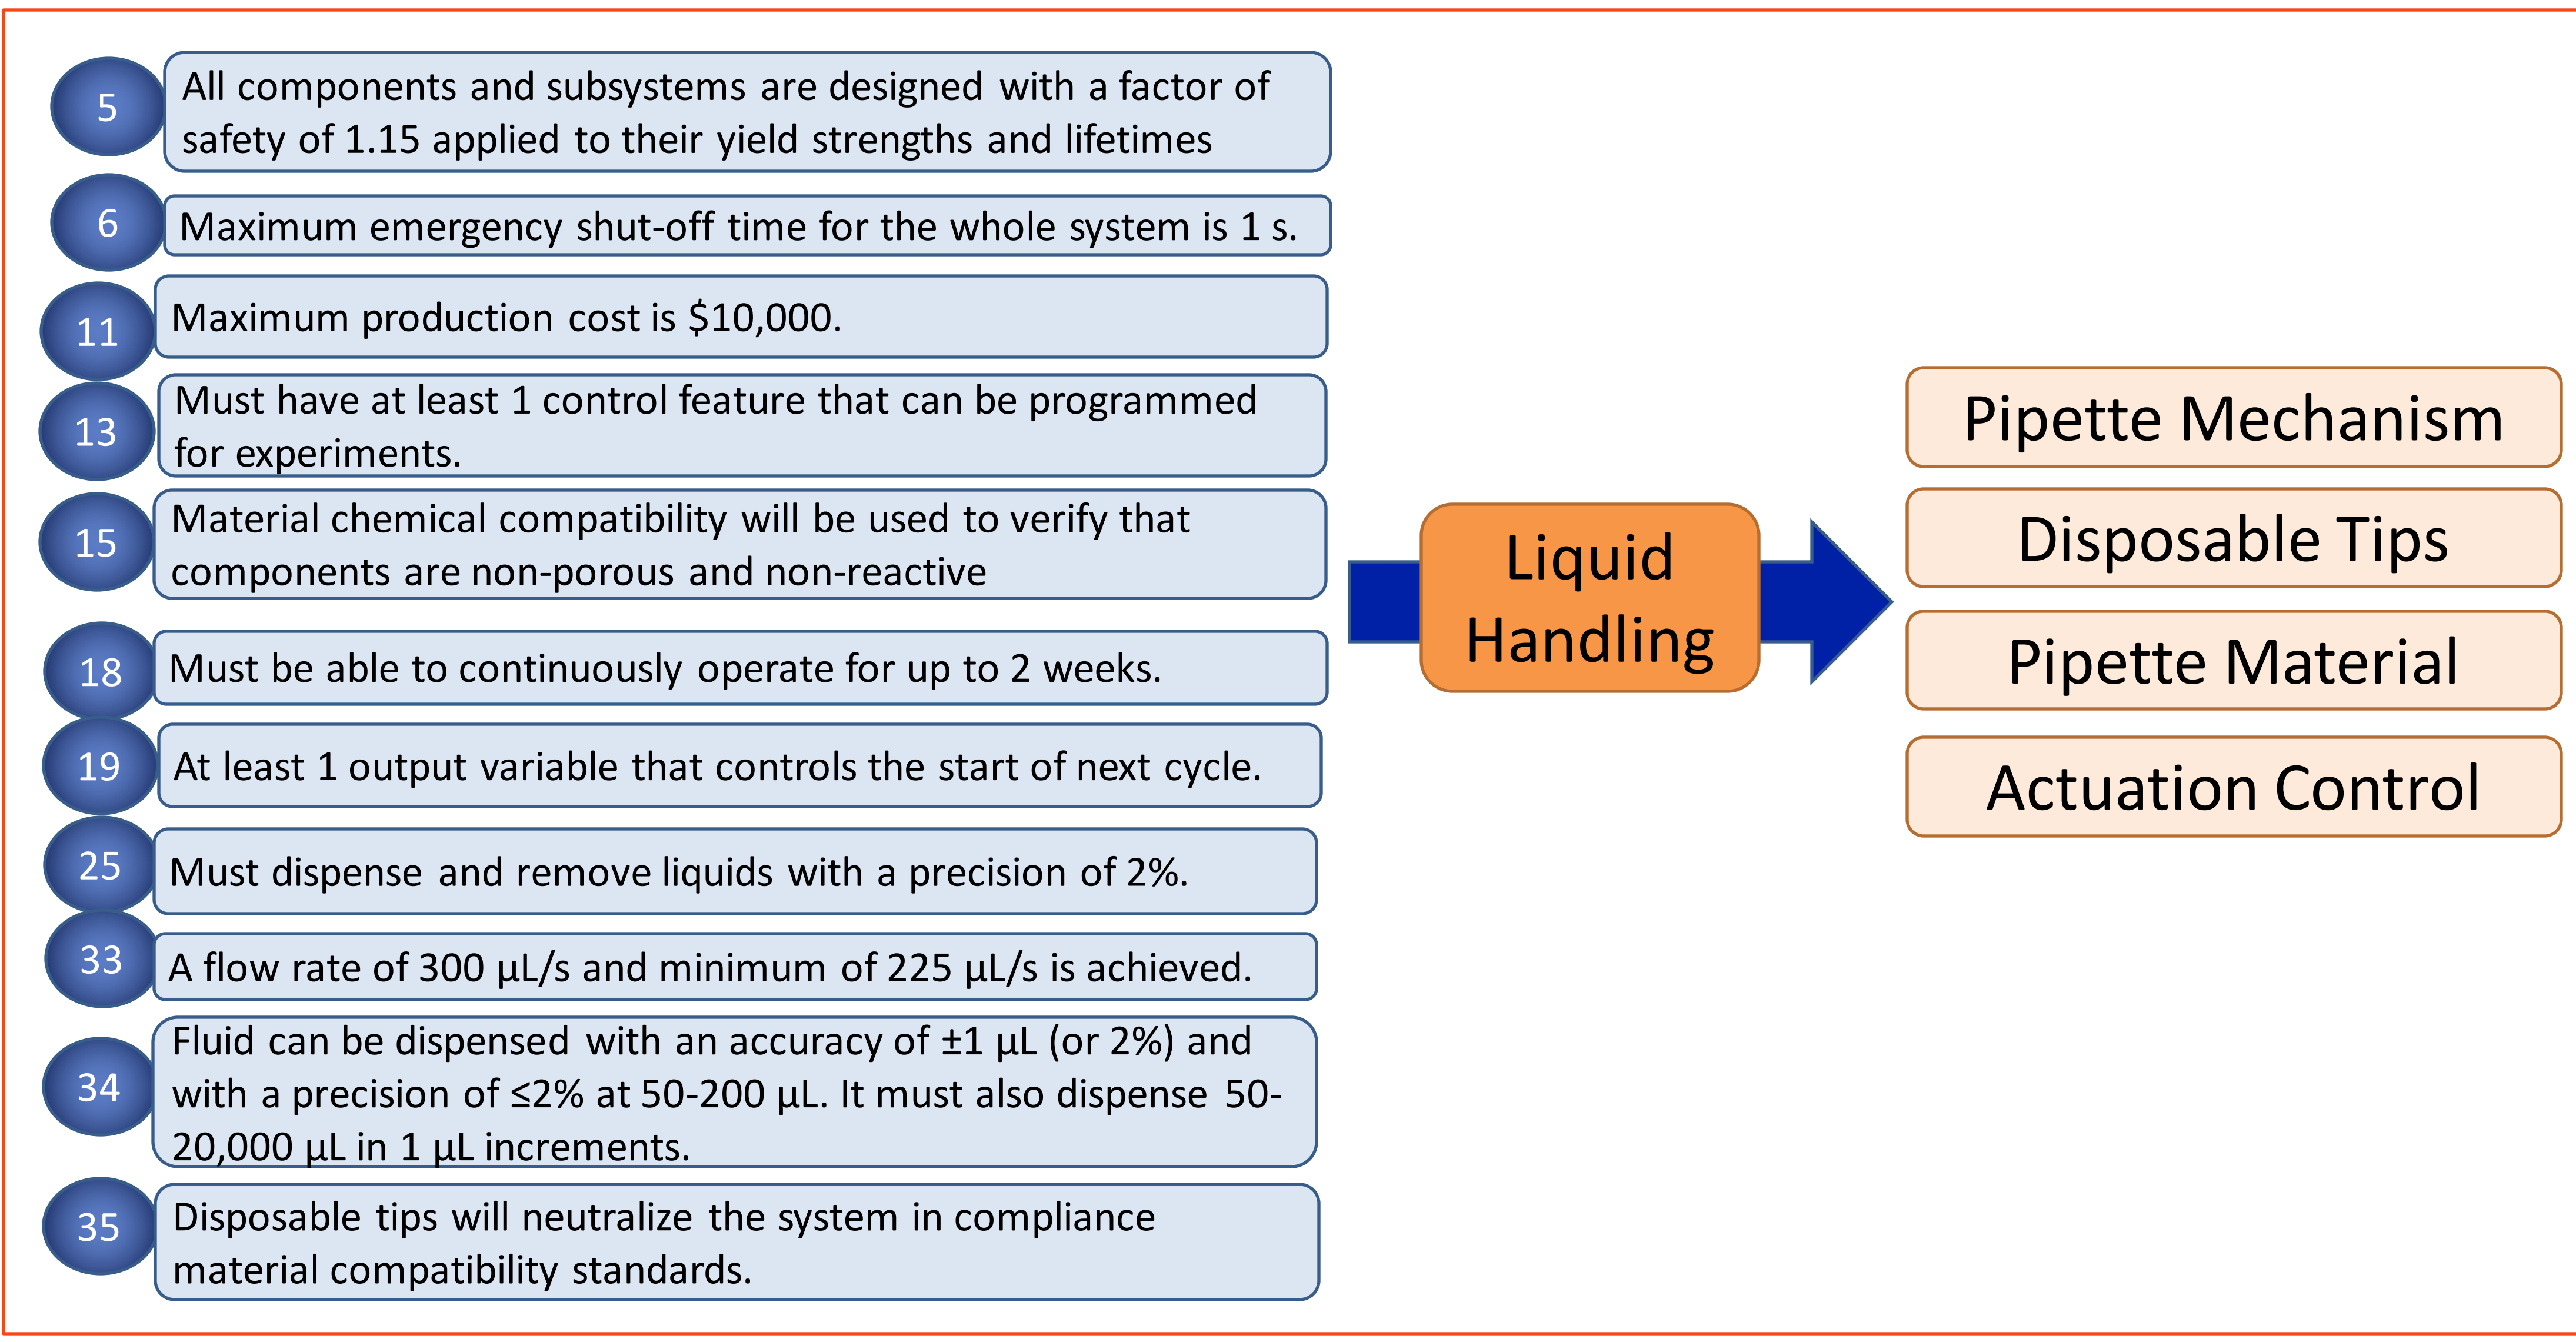 5
All components and subsystems are designed with a factor of
safety of 1.15 applied to their yield strengths and lifetimes
6
Maximum emergency shut-off time for the whole system is 1 s.
11
Maximum production cost is $10,000.
13
Must have at least 1 control feature that can be programmed
for experiments.
15
Material chemical compatibility will be used to verify that
components are non-porous and non-reactive
18
Must be able to continuously operate for up to 2 weeks.
19
At least 1 output variable that controls the start of next cycle.
25
Must dispense and remove liquids with a precision of 2%.
33
A flow rate of 300 µL/s and minimum of 225 µL/s is achieved.
34
Fluid can be dispensed with an accuracy of ±1 µL (or 2%) and
with a precision of ≤2% at 50-200 µL. It must also dispense 50-
20,000 µL in 1 µL increments.
35
Disposable tips will neutralize the system in compliance
material compatibility standards.
Liquid
Handling
Pipette Mechanism
Disposable Tips
Pipette Material
Actuation Control